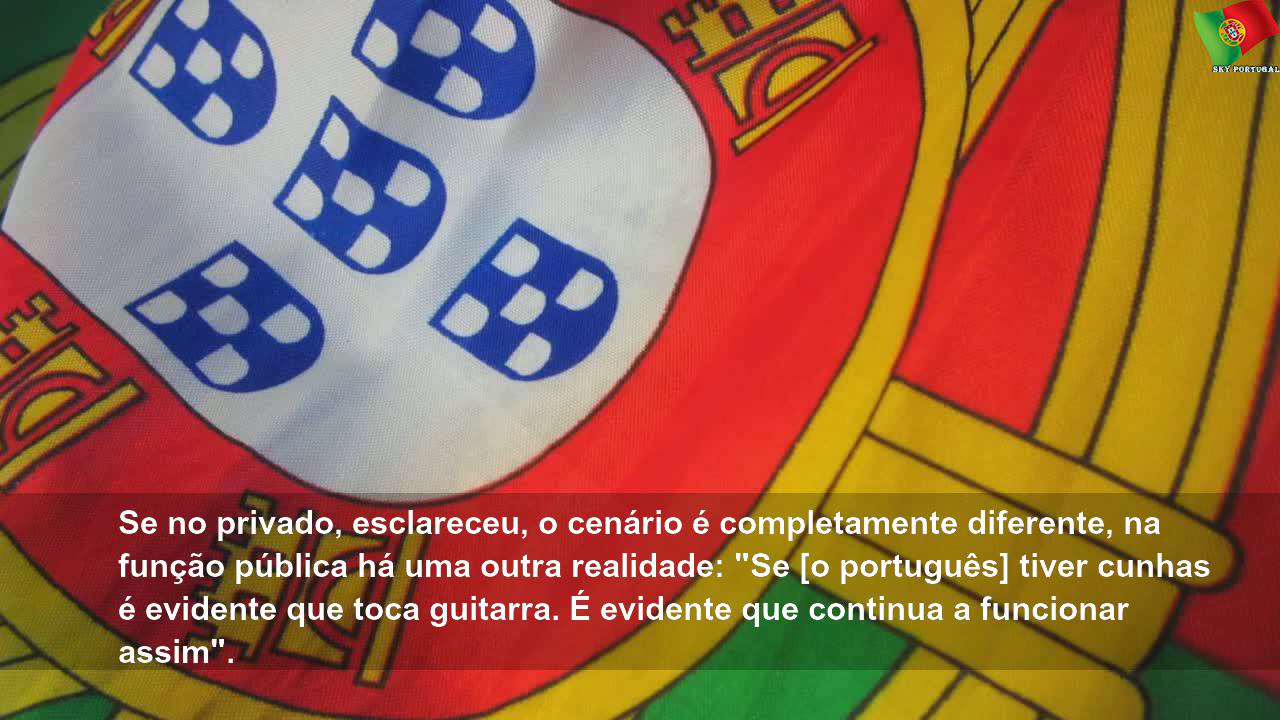 SKY PORTUGAL
Se no privado, esclareceu, o cenário é completamente diferente, na
função pública há uma outra realidade: "Se [o português] tiver cunhas
é evidente que toca guitarra. É evidente que continua a funcionar
assim".